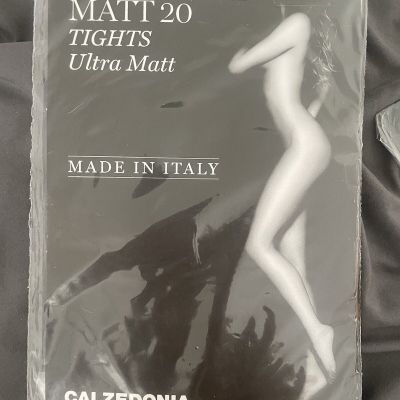 MATT 20
TIGHTS
Ultra Matt
MADE IN ITALY
CALZEDONIA